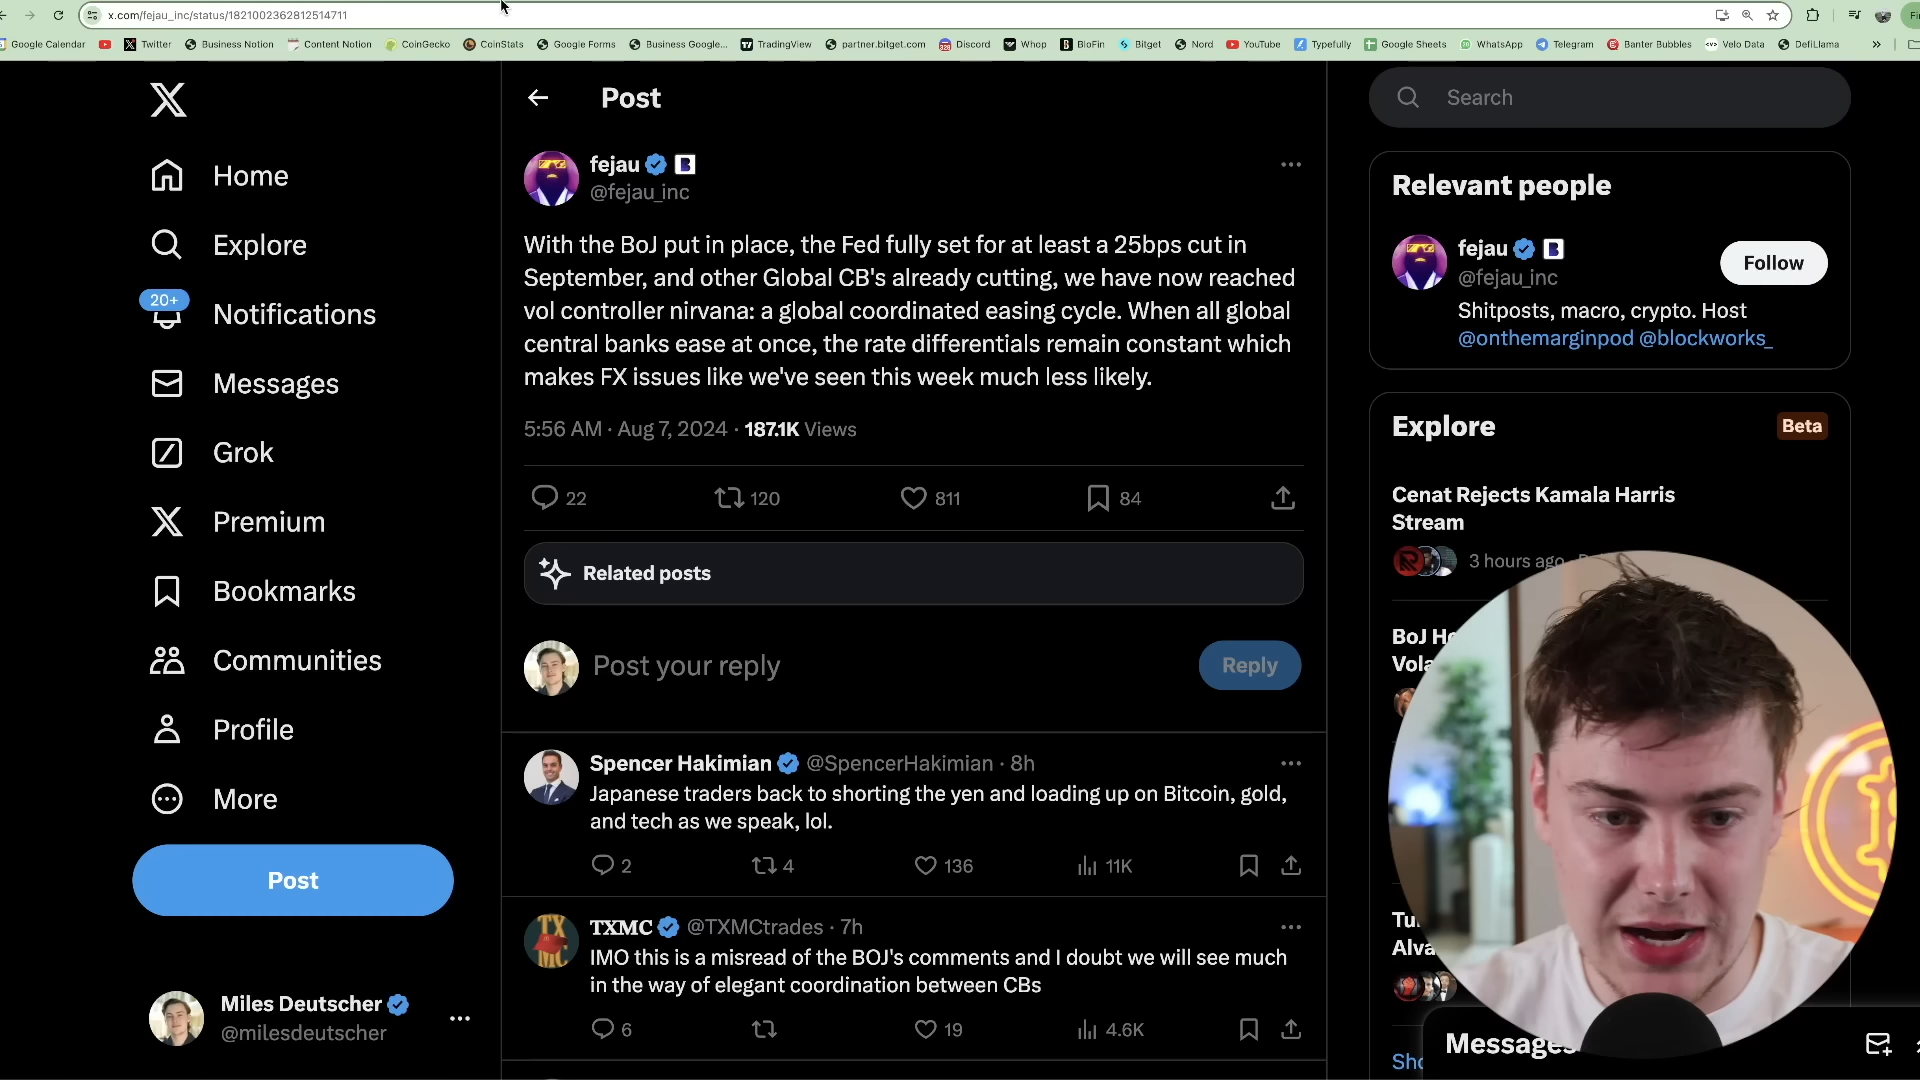 x.com/fejau_inc/status/1821002362812514711
Google Calendar
Twitter
Business Notion
Content Notion
CoinGecko
CoinStats
Google Forms
Business Google...
TradingView
partner.bitget.com
Discord
Whop
BloFin
Bitget
Nord
YouTube
Typefully
Google Sheets
WhatsApp
Telegram
Banter Bubbles
Velo Data
DefiLlama
Home
Explore
20+
Notifications
Messages
Grok
Premium
Bookmarks
Communities
Profile
More
Post
Miles Deutscher
@milesdeutscher
Post
fejau
@fejau_inc
With the BoJ put in place, the Fed fully set for at least a 25bps cut in
September, and other Global CB's already cutting, we have now reached
vol controller nirvana: a global coordinated easing cycle. When all global
central banks ease at once, the rate differentials remain constant which
makes FX issues like we've seen this week much less likely.
5:56 AM · Aug 7, 2024 · 187.1K Views
22 120 811 84
Related posts
Post your reply
Reply
Spencer Hakimian @SpencerHakimian · 8h
Japanese traders back to shorting the yen and loading up on Bitcoin, gold,
and tech as we speak, lol.
2 4 136 11K
TXMC @TXMCtrades · 7h
IMO this is a misread of the BOJ's comments and I doubt we will see much
in the way of elegant coordination between CBs
6 19 4.6K
Search
Relevant people
fejau
@fejau_inc
Follow
Shitposts, macro, crypto. Host
@onthemarginpod @blockworks_
Explore
Beta
Cenat Rejects Kamala Harris
Stream
3 hours ago
BoJ
Messages